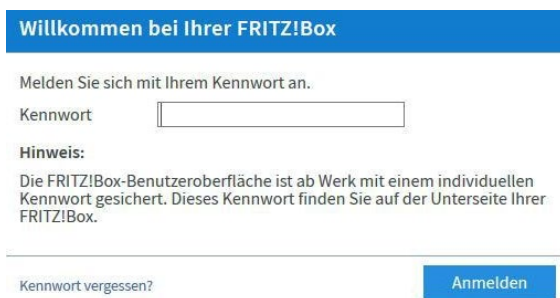 Willkommen bei Ihrer FRITZ!Box
Melden Sie sich mit Ihrem Kennwort an.
Kennwort
Hinweis:
Die FRITZ!Box-Benutzeroberfläche ist ab Werk mit einem individuellen
Kennwort gesichert. Dieses Kennwort finden Sie auf der Unterseite Ihrer
FRITZ!Box.
Kennwort vergessen?
Anmelden